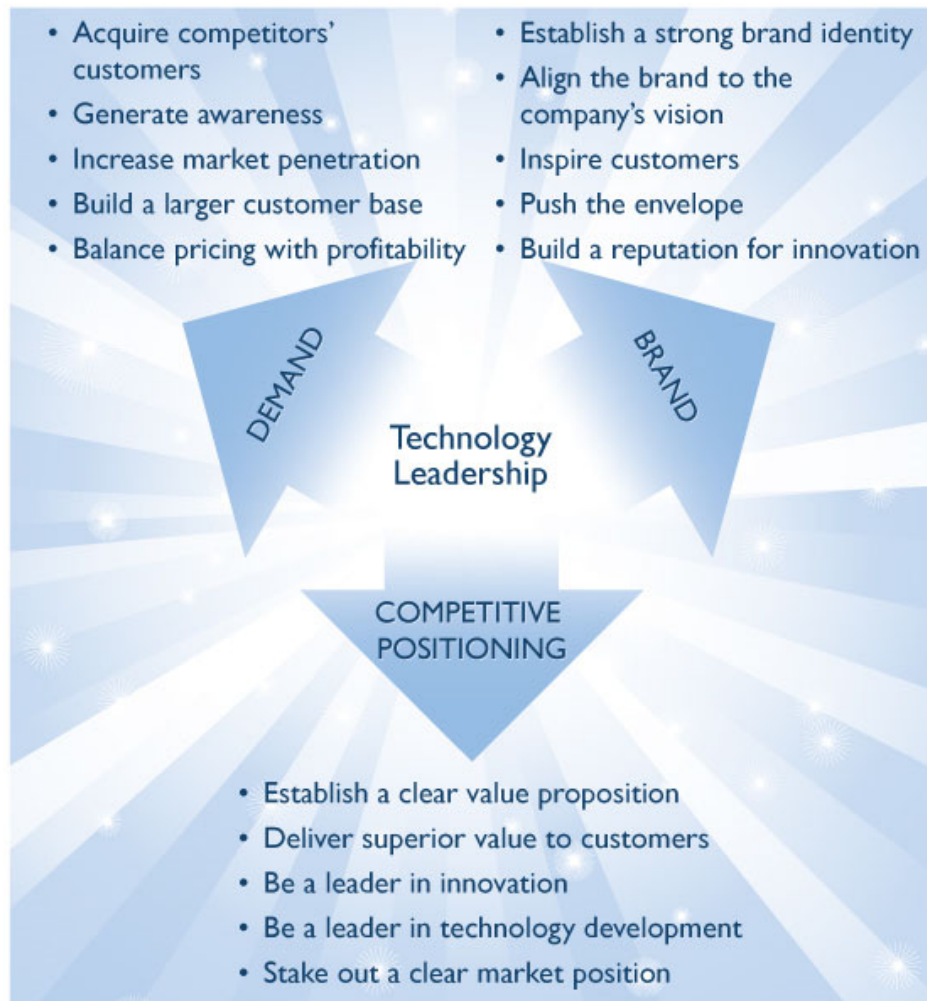 • Acquire competitors'
customers
• Generate awareness
• Increase market penetration
• Build a larger customer base
• Balance pricing with profitability
• Establish a strong brand identity
• Align the brand to the
company's vision
• Inspire customers
• Push the envelope
• Build a reputation for innovation
DEMAND
BRAND
Technology
Leadership
COMPETITIVE
POSITIONING
• Establish a clear value proposition
• Deliver superior value to customers
• Be a leader in innovation
• Be a leader in technology development
• Stake out a clear market position